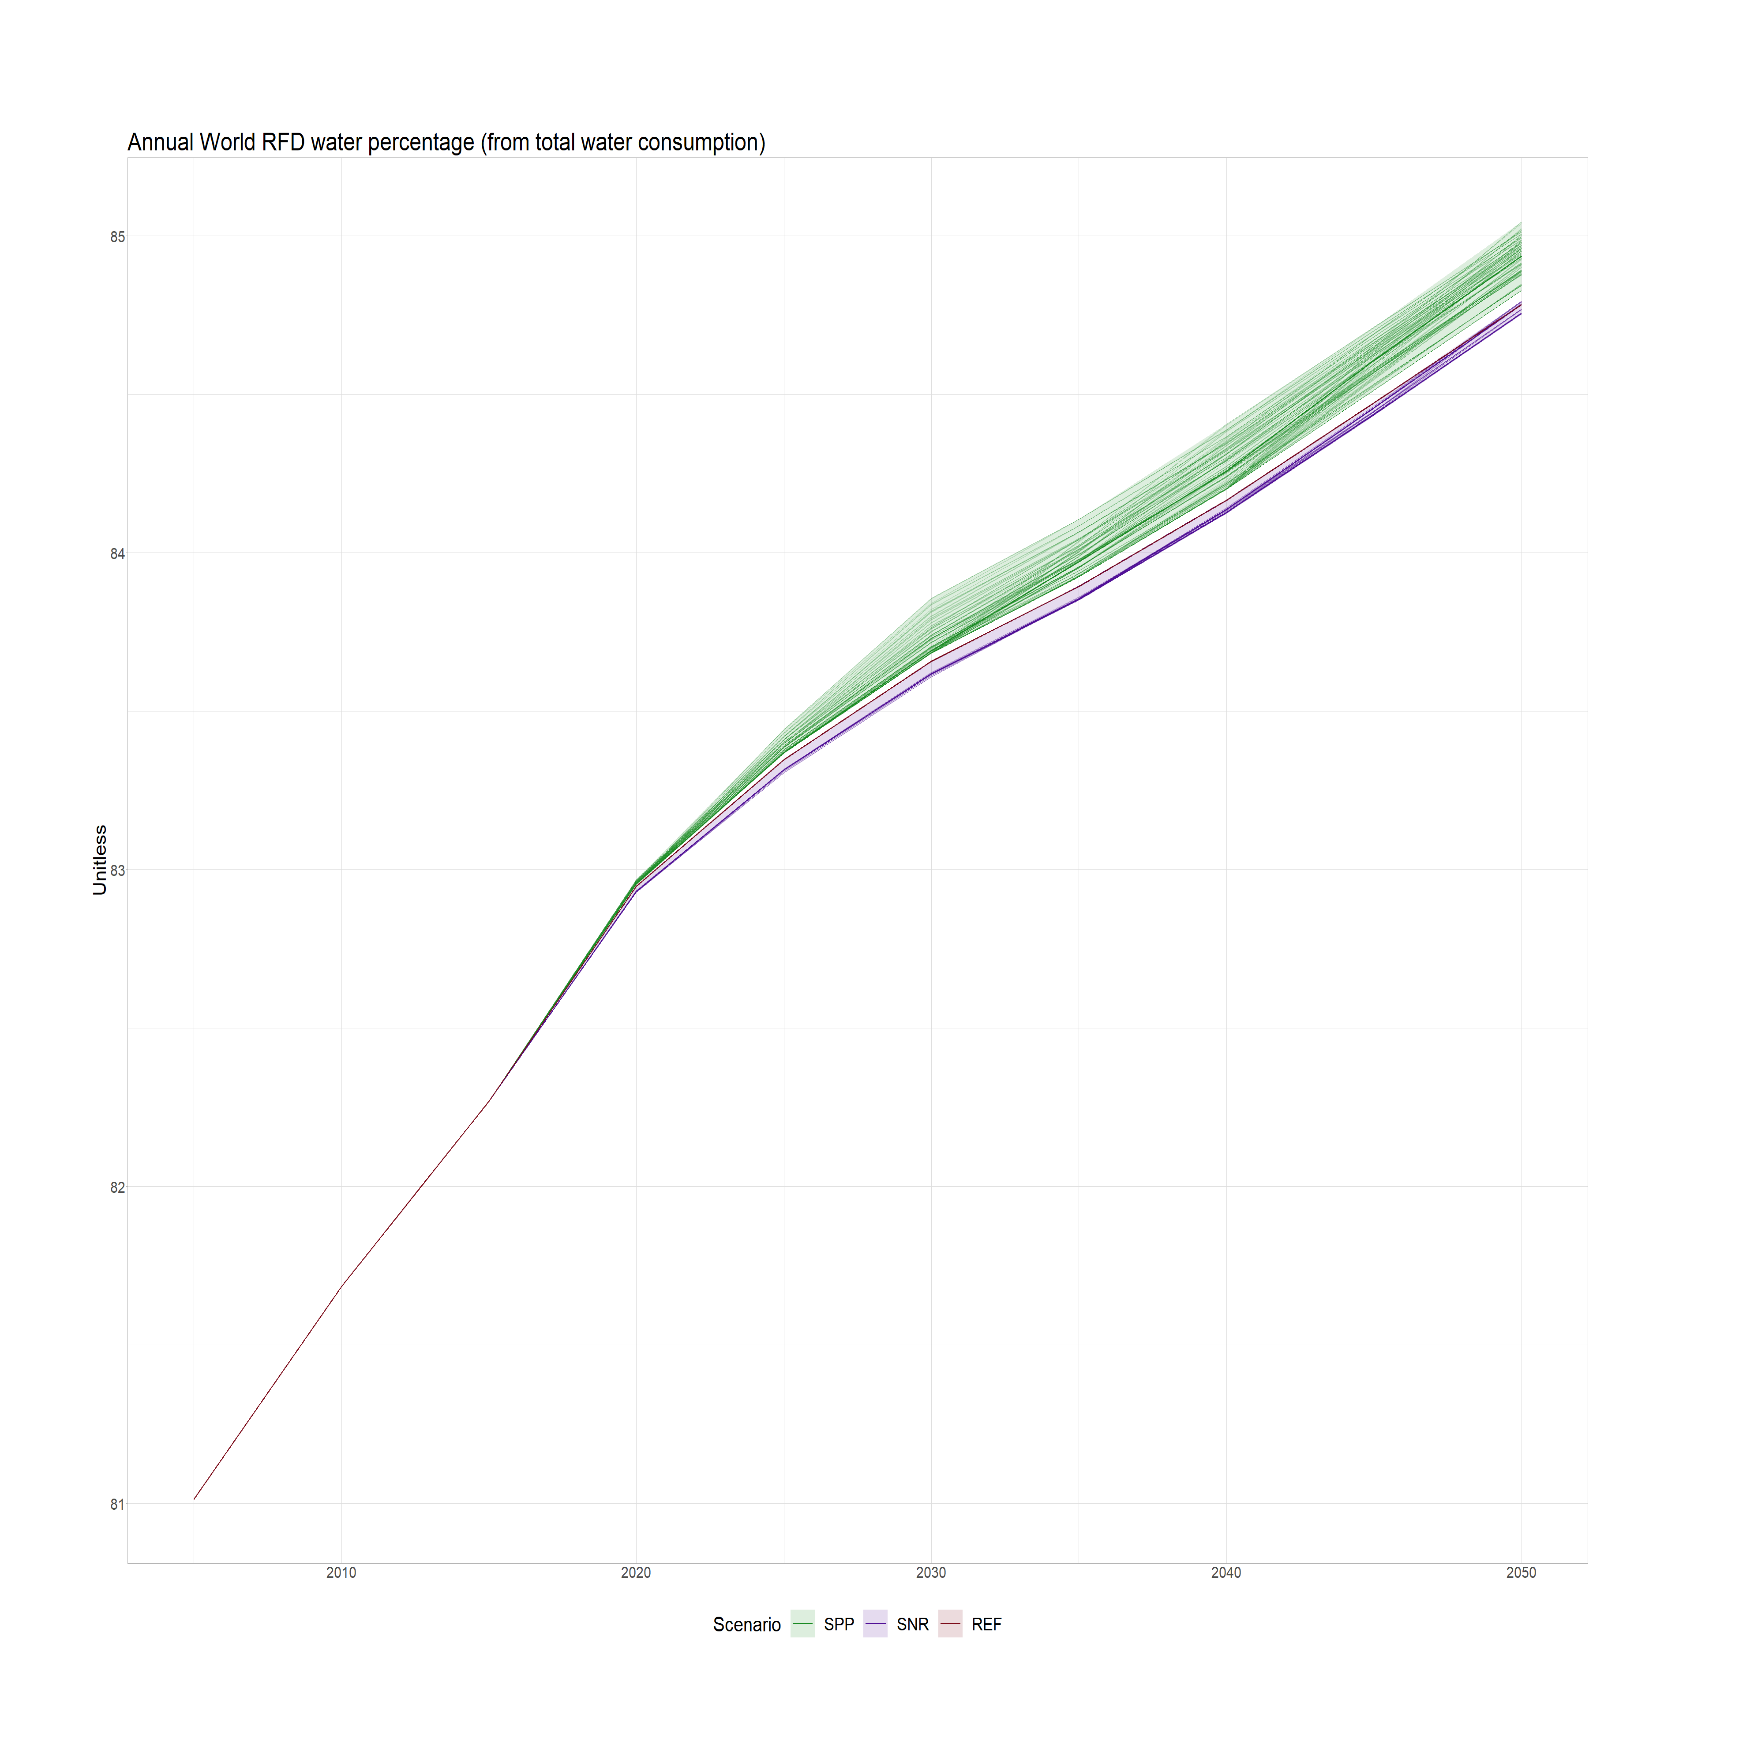 Annual World RFD water percentage (from total water consumption)
85
84
83
82
81
Unitless
2010 2020 2030 2040 2050
Scenario SPP SNR REF